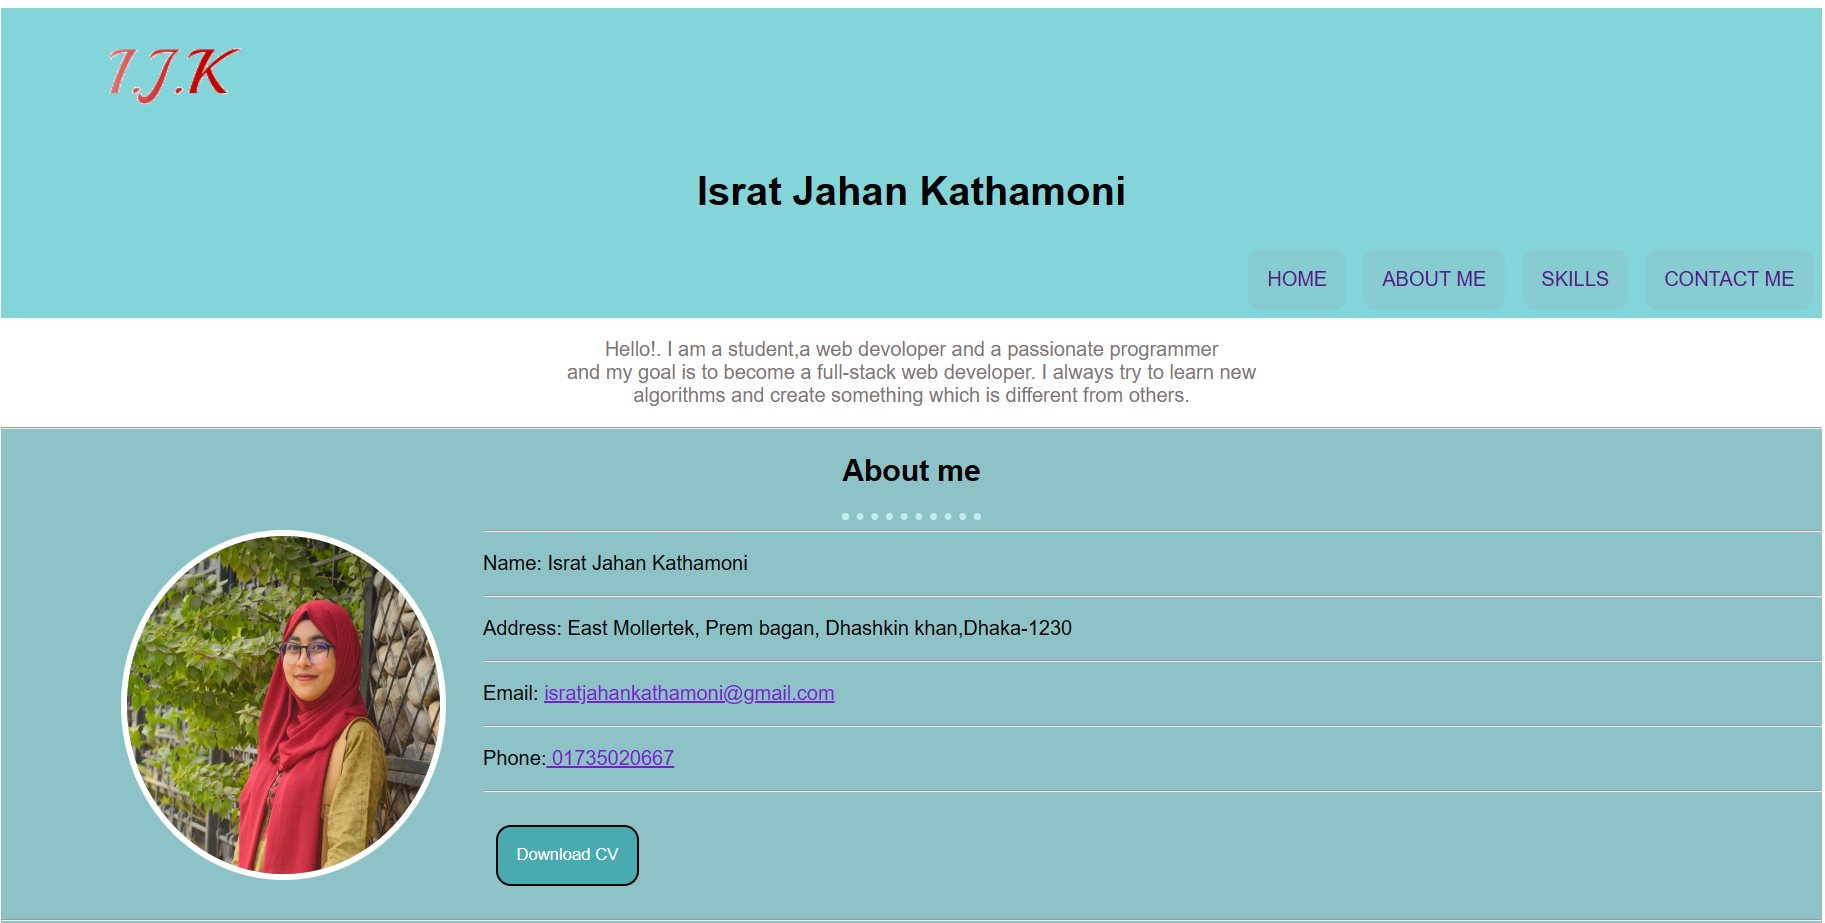 I.J.K
Israt Jahan Kathamoni
HOME ABOUT ME SKILLS CONTACT ME
Hello!. I am a student,a web devoloper and a passionate programmer
and my goal is to become a full-stack web developer. I always try to learn new
algorithms and create something which is different from others.
About me
Name: Israt Jahan Kathamoni
Address: East Mollertek, Prem bagan, Dhashkin khan,Dhaka-1230
Email: isratjahankathamoni@gmail.com
Phone: 01735020667
Download CV